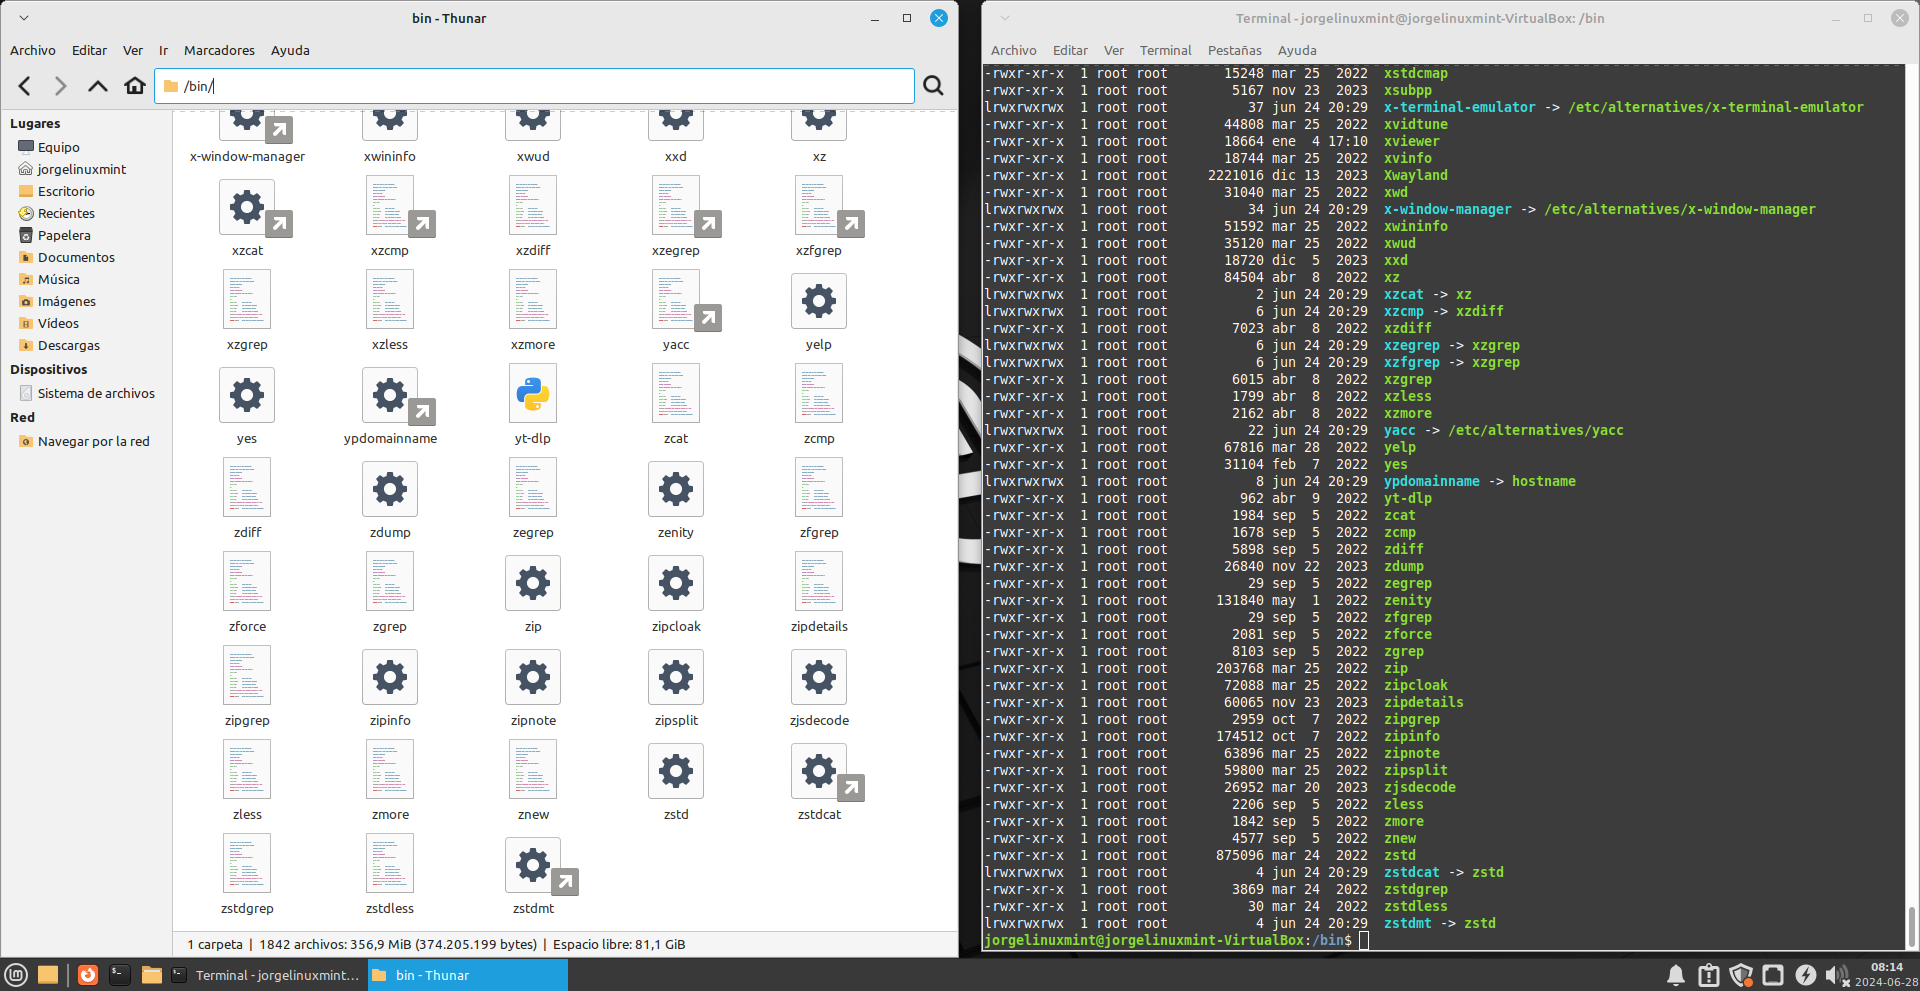 bin - Thunar
Archivo Editar Ver Ir Marcadores Ayuda
/bin/
Lugares
Equipo
jorgelinuxmint
Escritorio
Recientes
Papelera
Documentos
Música
Imágenes
Vídeos
Descargas
Dispositivos
Sistema de archivos
Red
Navegar por la red
x-window-manager xwininfo xwud xxd xz
xzcat xzcmp xzdiff xzegrep xzfgrep
xzgrep xzless xzmore yacc yelp
yes ypdomainname yt-dlp zcat zcmp
zdiff zdump zegrep zenity zfgrep
zforce zgrep zip zipcloak zipdetails
zipgrep zipinfo zipnote zipsplit zjsdecode
zless zmore znew zstd zstdcat
zstdgrep zstdless zstdmt
1 carpeta | 1842 archivos: 356,9 MiB (374.205.199 bytes) | Espacio libre: 81,1 GiB
Terminal - jorgelinuxmint@jorgelinuxmint-VirtualBox: /bin
Archivo Editar Ver Terminal Pestañas Ayuda
-rwxr-xr-x 1 root root 15248 mar 25 2022 xstdcmap
-rwxr-xr-x 1 root root 5167 nov 23 2023 xsubpp
lrwxrwxrwx 1 root root 37 jun 24 20:29 x-terminal-emulator -> /etc/alternatives/x-terminal-emulator
-rwxr-xr-x 1 root root 44808 mar 25 2022 xvidtune
-rwxr-xr-x 1 root root 18664 ene 4 17:10 xviewer
-rwxr-xr-x 1 root root 18744 mar 25 2022 xvinfo
-rwxr-xr-x 1 root root 2221016 dic 13 2023 Xwayland
-rwxr-xr-x 1 root root 31040 mar 25 2022 xwd
lrwxrwxrwx 1 root root 34 jun 24 20:29 x-window-manager -> /etc/alternatives/x-window-manager
-rwxr-xr-x 1 root root 51592 mar 25 2022 xwininfo
-rwxr-xr-x 1 root root 35120 mar 25 2022 xwud
-rwxr-xr-x 1 root root 18720 dic 5 2023 xxd
-rwxr-xr-x 1 root root 84504 abr 8 2022 xz
lrwxrwxrwx 1 root root 2 jun 24 20:29 xzcat -> xz
lrwxrwxrwx 1 root root 6 jun 24 20:29 xzcmp -> xzdiff
-rwxr-xr-x 1 root root 7023 abr 8 2022 xzdiff
lrwxrwxrwx 1 root root 6 jun 24 20:29 xzegrep -> xzgrep
lrwxrwxrwx 1 root root 6 jun 24 20:29 xzfgrep -> xzgrep
-rwxr-xr-x 1 root root 6015 abr 8 2022 xzgrep
-rwxr-xr-x 1 root root 1799 abr 8 2022 xzless
-rwxr-xr-x 1 root root 2162 abr 8 2022 xzmore
lrwxrwxrwx 1 root root 22 jun 24 20:29 yacc -> /etc/alternatives/yacc
-rwxr-xr-x 1 root root 67816 mar 28 2022 yelp
-rwxr-xr-x 1 root root 31104 feb 7 2022 yes
lrwxrwxrwx 1 root root 8 jun 24 20:29 ypdomainname -> hostname
-rwxr-xr-x 1 root root 962 abr 9 2022 yt-dlp
-rwxr-xr-x 1 root root 1984 sep 5 2022 zcat
-rwxr-xr-x 1 root root 1678 sep 5 2022 zcmp
-rwxr-xr-x 1 root root 5898 sep 5 2022 zdiff
-rwxr-xr-x 1 root root 26840 nov 22 2023 zdump
-rwxr-xr-x 1 root root 29 sep 5 2022 zegrep
-rwxr-xr-x 1 root root 131840 may 1 2022 zenity
-rwxr-xr-x 1 root root 29 sep 5 2022 zfgrep
-rwxr-xr-x 1 root root 2081 sep 5 2022 zforce
-rwxr-xr-x 1 root root 8103 sep 5 2022 zgrep
-rwxr-xr-x 1 root root 203768 mar 25 2022 zip
-rwxr-xr-x 1 root root 72088 mar 25 2022 zipcloak
-rwxr-xr-x 1 root root 60065 nov 23 2023 zipdetails
-rwxr-xr-x 1 root root 2959 oct 7 2022 zipgrep
-rwxr-xr-x 1 root root 174512 oct 7 2022 zipinfo
-rwxr-xr-x 1 root root 63896 mar 25 2022 zipnote
-rwxr-xr-x 1 root root 59800 mar 25 2022 zipsplit
-rwxr-xr-x 1 root root 26952 mar 20 2023 zjsdecode
-rwxr-xr-x 1 root root 2206 sep 5 2022 zless
-rwxr-xr-x 1 root root 1842 sep 5 2022 zmore
-rwxr-xr-x 1 root root 4577 sep 5 2022 znew
-rwxr-xr-x 1 root root 875096 mar 24 2022 zstd
lrwxrwxrwx 1 root root 4 jun 24 20:29 zstdcat -> zstd
-rwxr-xr-x 1 root root 3869 mar 24 2022 zstdgrep
-rwxr-xr-x 1 root root 30 mar 24 2022 zstdless
lrwxrwxrwx 1 root root 4 jun 24 20:29 zstdmt -> zstd
jorgelinuxmint@jorgelinuxmint-VirtualBox:/bin$
Terminal - jorgelinuxmint... bin - Thunar 08:14
2024-06-28